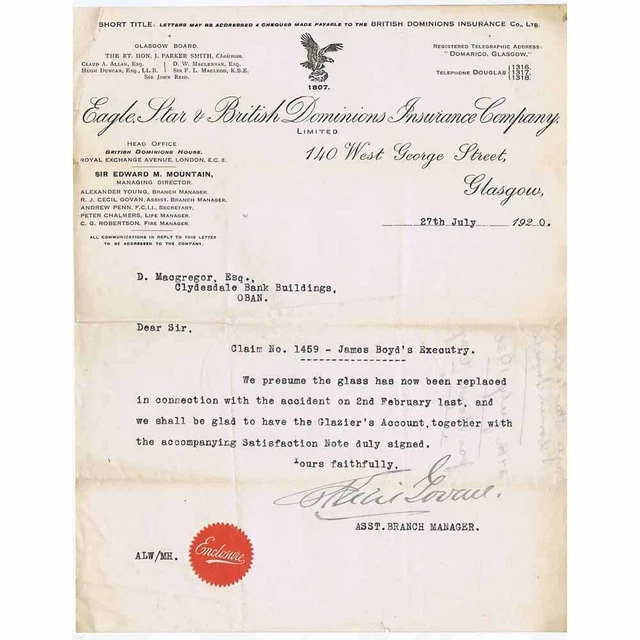 SHORT TITLE: LETTERS MAY BE ADDRESSED & CHEQUES MADE PAYABLE TO THE BRITISH DOMINIONS INSURANCE Co., LTD.
GLASGOW BOARD.
THE RT. HON. J. PARKER SMITH, Chairman.
CLAUD A. ALLAN, ESQ. D. W. MACLENNAN, ESQ.
HUGH DUNCAN, ESQ., LL.B. SIR F. L. MACLEOD, K.B.E.
SIR JOHN REID.
1807.
REGISTERED TELEGRAPHIC ADDRESS:
"DOMARICO, GLASGOW."
TELEPHONE DOUGLAS 1316. 1317. 1318.
Eagle, Star & British Dominions Insurance Company,
LIMITED.
HEAD OFFICE
BRITISH DOMINIONS HOUSE,
ROYAL EXCHANGE AVENUE, LONDON, E.C. 3.
SIR EDWARD M. MOUNTAIN,
MANAGING DIRECTOR.
ALEXANDER YOUNG, BRANCH MANAGER.
R. J. CECIL GOVAN, ASSIST. BRANCH MANAGER.
ANDREW PENN, F.C.I.I., SECRETARY.
PETER CHALMERS, LIFE MANAGER.
C. G. ROBERTSON, FIRE MANAGER.
ALL COMMUNICATIONS IN REPLY TO THIS LETTER
TO BE ADDRESSED TO THE COMPANY.
140 West George Street,
Glasgow,
27th July 1920.
D. Macgregor, Esq.,
Clydesdale Bank Buildings,
OBAN.
Dear Sir,
Claim No. 1459 - James Boyd's Executry.
We presume the glass has now been replaced
in connection with the accident on 2nd February last, and
we shall be glad to have the Glazier's Account,together with
the accompanying Satisfaction Note duly signed.
Yours faithfully,
Cecil Govan.
ASST.BRANCH MANAGER.
ALW/MH.
Enclosure